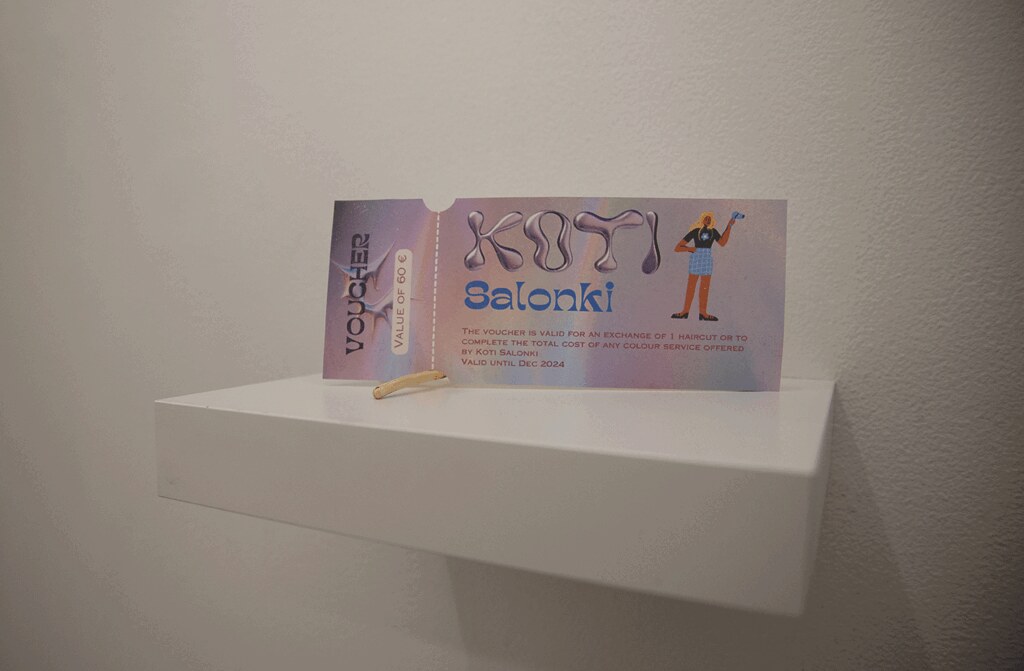 VOUCHER
VALUE OF 60 €
KOTI
Salonki
THE VOUCHER IS VALID FOR AN EXCHANGE OF 1 HAIRCUT OR TO
COMPLETE THE TOTAL COST OF ANY COLOUR SERVICE OFFERED
BY KOTI SALONKI
VALID UNTIL DEC 2024